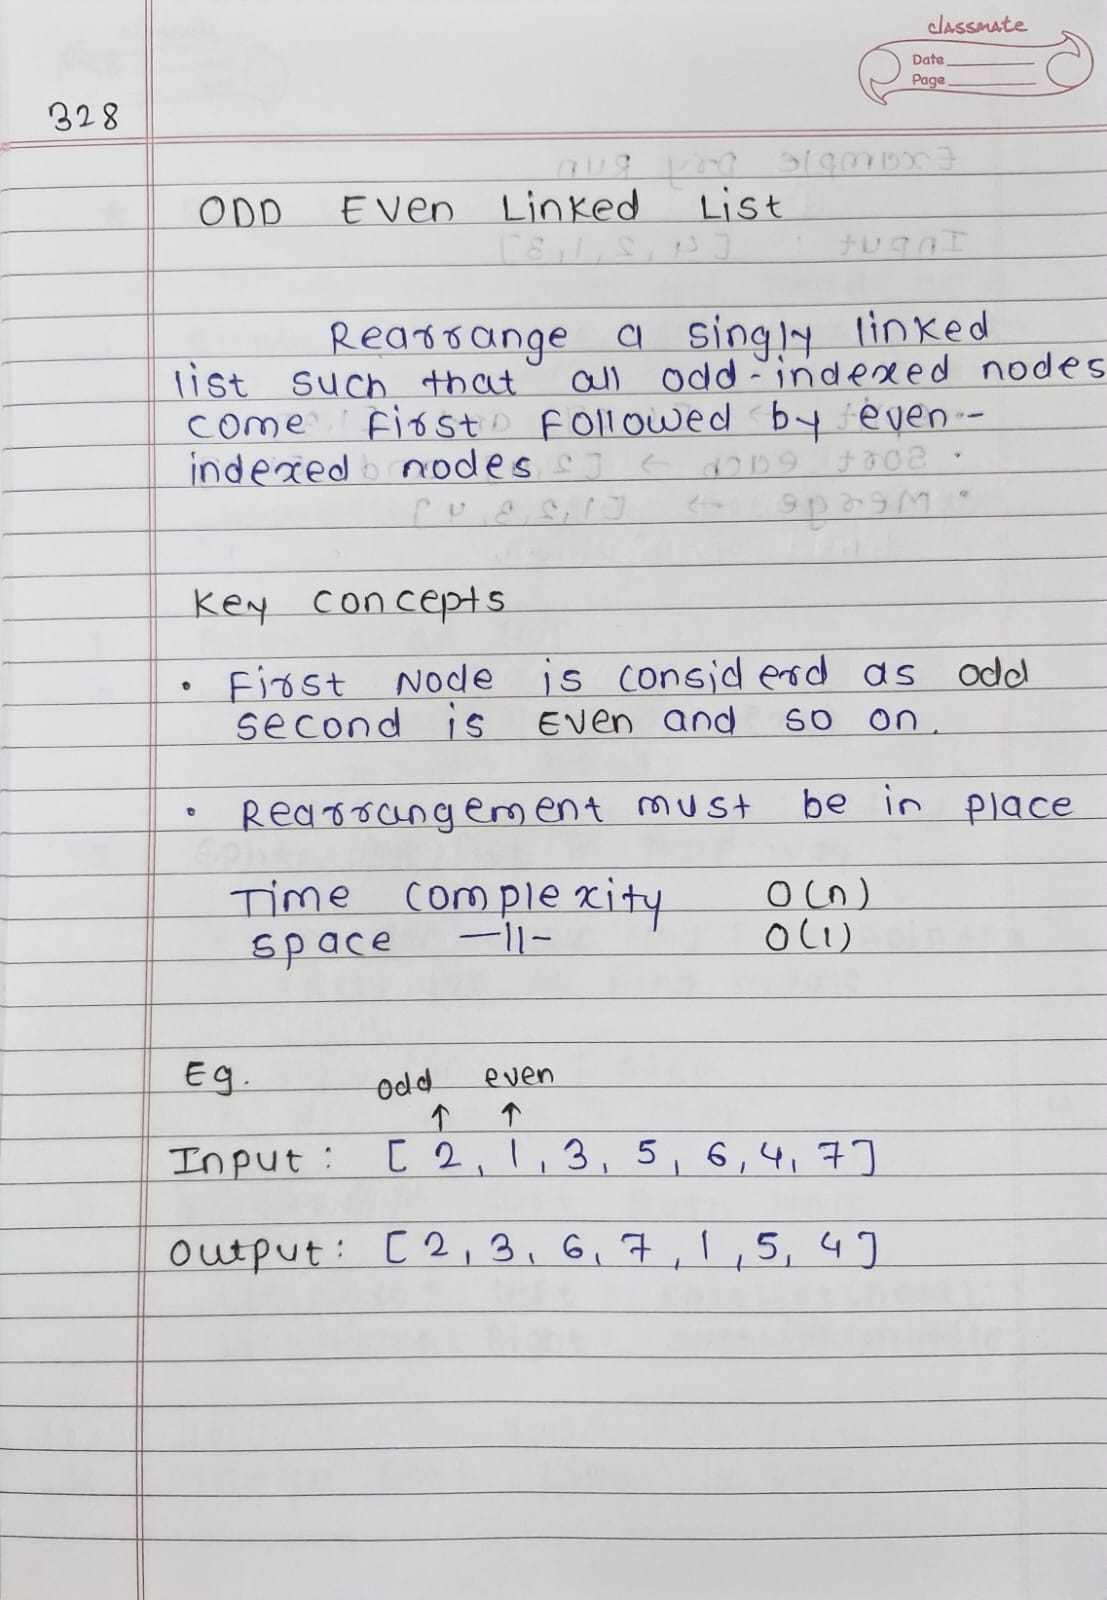 classmate
Date
Page
328
ODD Even Linked List
Rearrange a singly linked
list such that all odd-indexed nodes
come First Followed by even-
indexed nodes
Key concepts
• First Node is considerd as odd
second is Even and so on.
• Rearrangement must be in place
Time complexity O(n)
space —11- O(1)
Eg. odd even
↑ ↑
Input: [2, 1, 3, 5, 6, 4, 7]
Output: [2, 3, 6, 7, 1, 5, 4]